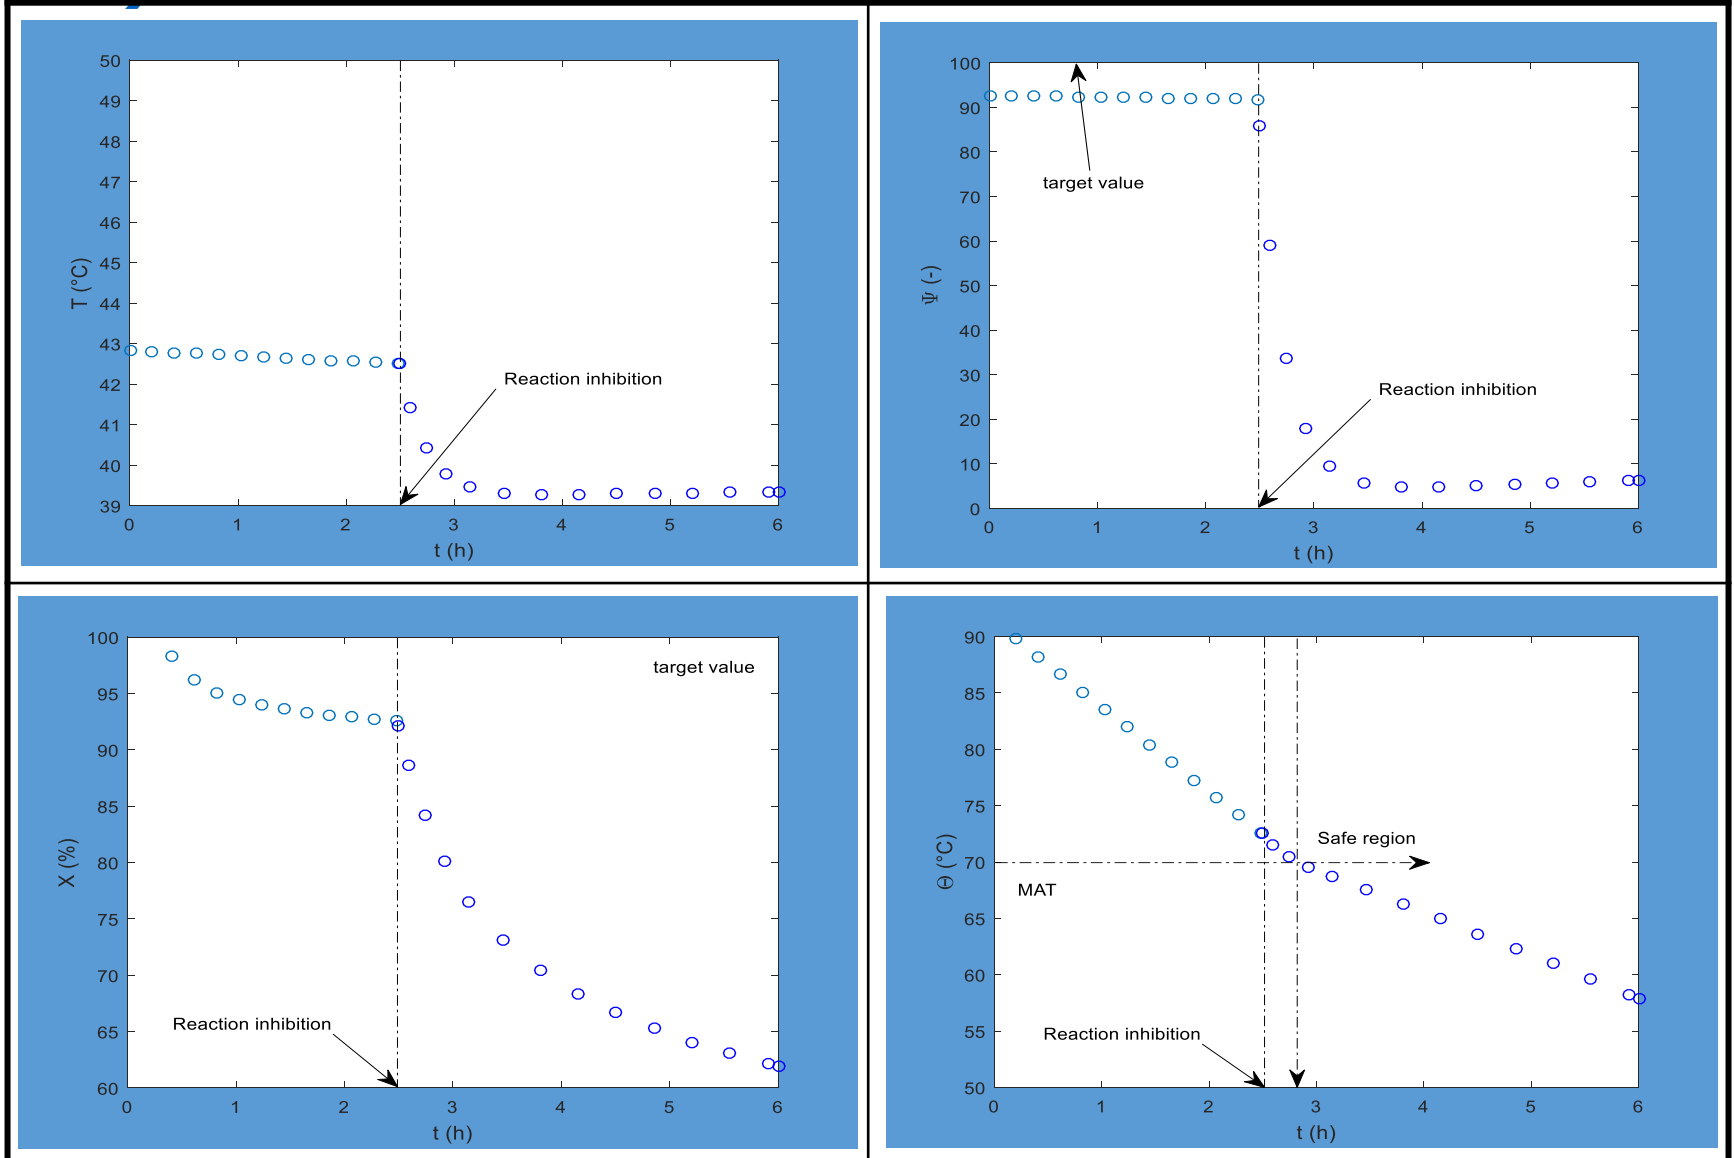 50
49
48
47
46
45
44
43
42
41
40
39
0 1 2 3 4 5 6
T (°C)
t (h)
Reaction inhibition
100
90
80
70
60
50
40
30
20
10
0
0 1 2 3 4 5 6
Ψ (-)
t (h)
target value
Reaction inhibition
100
95
90
85
80
75
70
65
60
0 1 2 3 4 5 6
X (%)
t (h)
target value
Reaction inhibition
90
85
80
75
70
65
60
55
50
0 1 2 3 4 5 6
Θ (°C)
t (h)
Safe region
MAT
Reaction inhibition